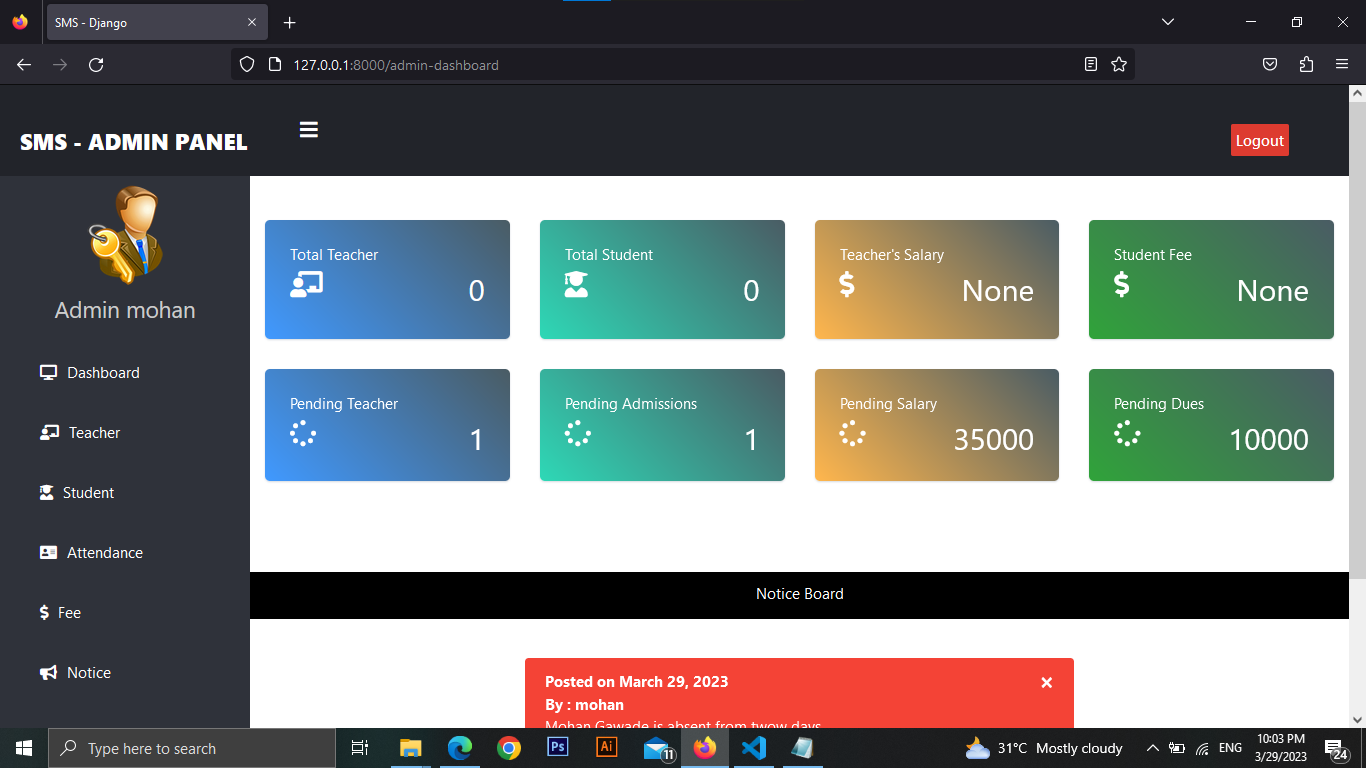 SMS - Django
127.0.0.1:8000/admin-dashboard
SMS - ADMIN PANEL
Logout
Admin mohan
Dashboard
Teacher
Student
Attendance
Fee
Notice
Total Teacher
0
Total Student
0
Teacher's Salary
None
Student Fee
None
Pending Teacher
1
Pending Admissions
1
Pending Salary
35000
Pending Dues
10000
Notice Board
Posted on March 29, 2023
By : mohan
Mohan Gawade is absent from twow days
Type here to search
Ps
Ai
11
31°C Mostly cloudy
ENG
10:03 PM
3/29/2023
24